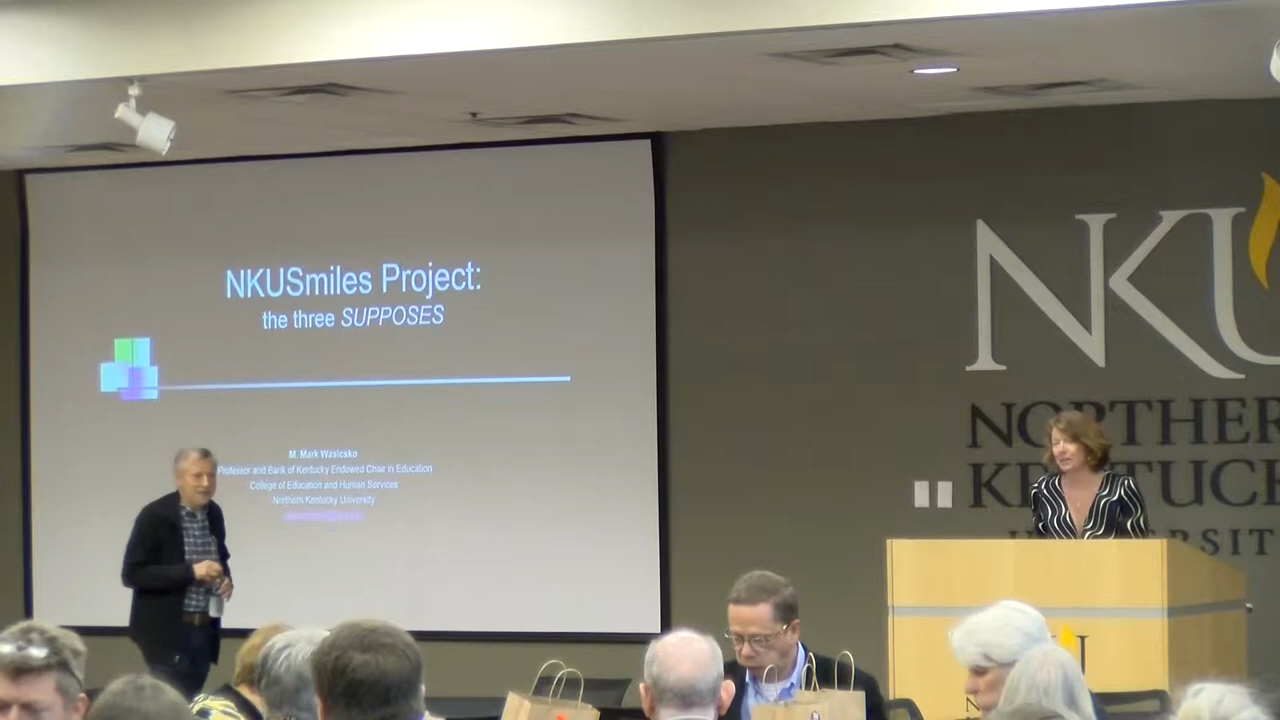 NKUSmiles Project:
the three SUPPOSES
M. Mark Wasicsko
Professor and Bank of Kentucky Endowed Chair in Education
College of Education and Human Services
Northern Kentucky University
NKU
NORTHER
KENTUCK
UNIVERSIT